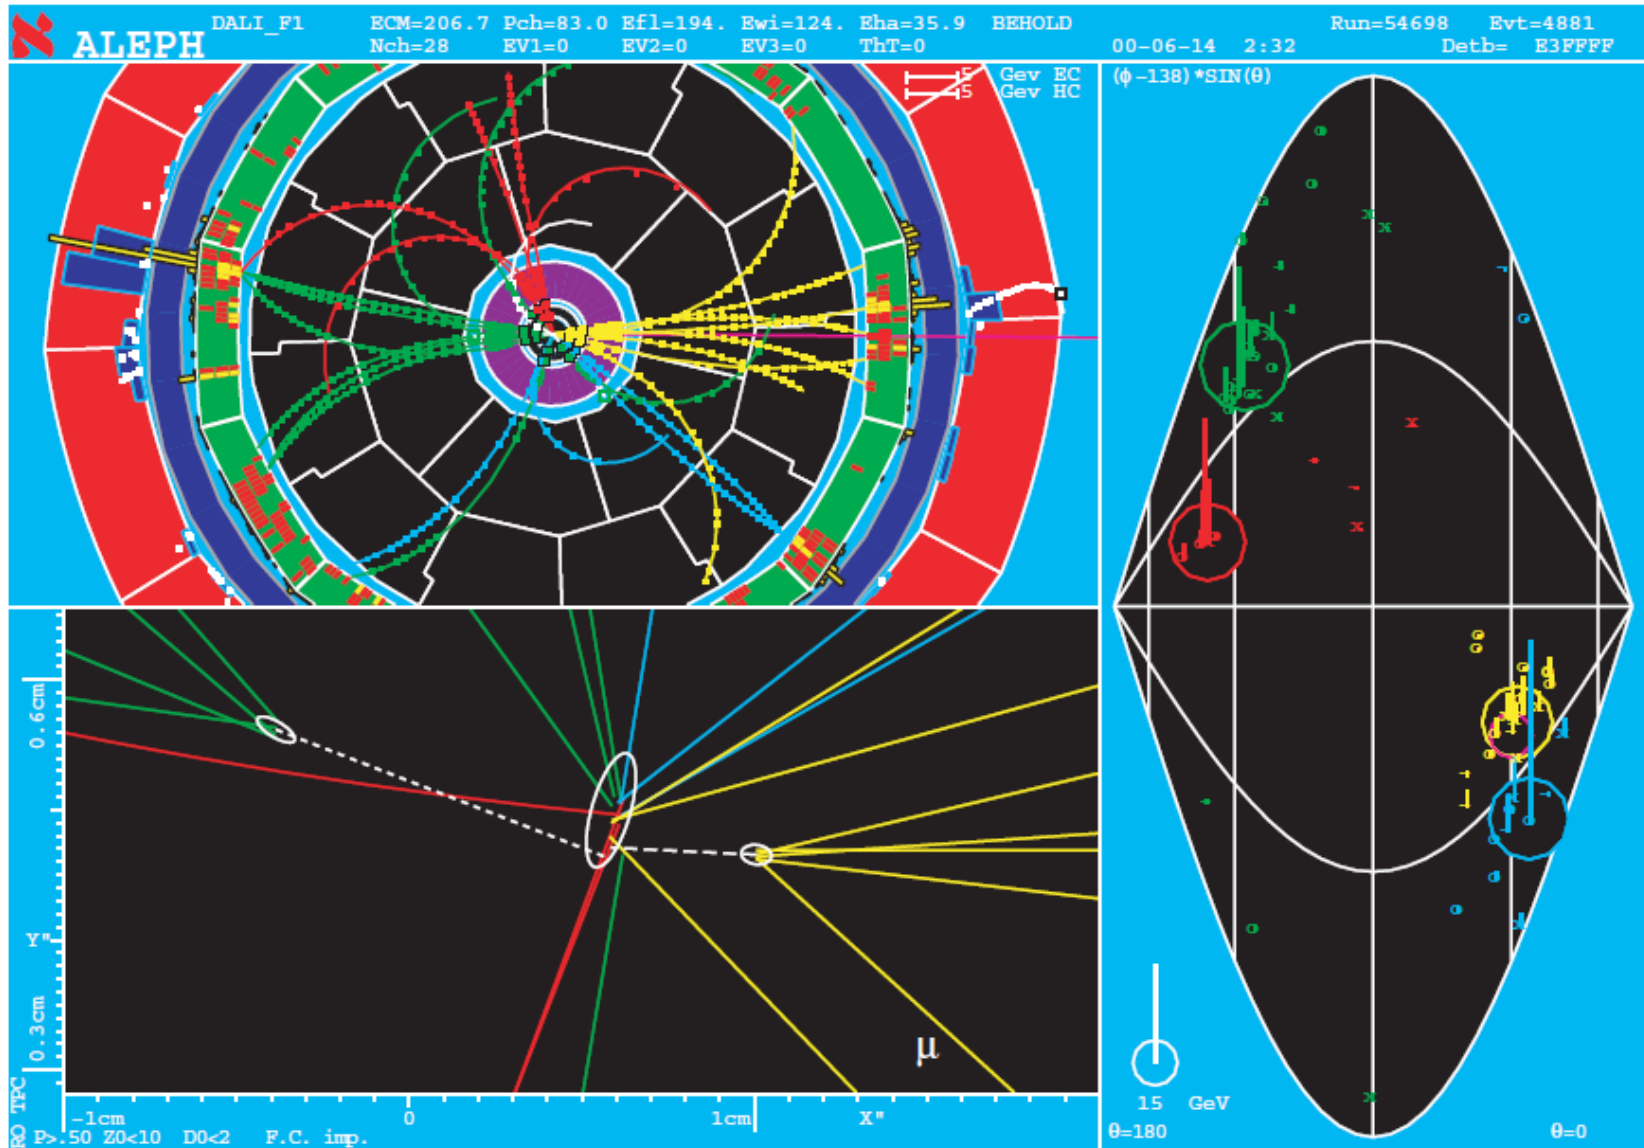 DALI_F1 ECM=206.7 Pch=83.0 Efl=194. Ewi=124. Eha=35.9 BEHOLD Run=54698 Evt=4881
ALEPH Nch=28 EV1=0 EV2=0 EV3=0 ThT=0 00-06-14 2:32 Detb= E3FFFF
5 Gev EC
5 Gev HC
(ϕ-138)*SIN(θ)
0.6cm
Y"
0.3cm
μ
15 GeV
θ=180 θ=0
-1cm 0 1cm X"
RO TPC
P>.50 Z0<10 D0<2 F.C. imp.